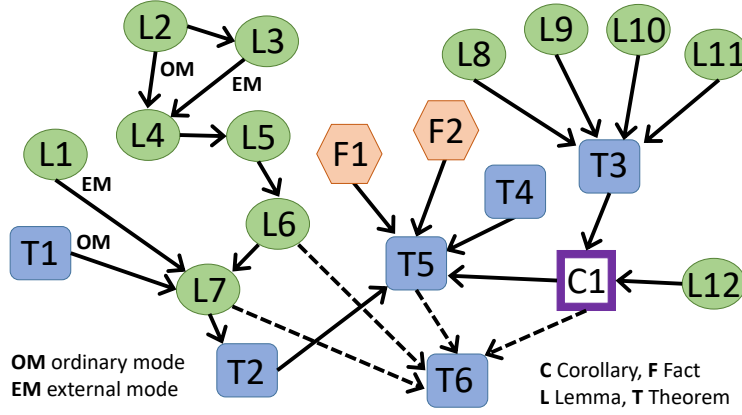 L2
L3
L8
L9
L10
L11
OM
EM
L4
L5
F1
F2
L1
EM
T4
T3
T1
OM
L6
L7
T5
C1
L12
T2
T6
OM ordinary mode
EM external mode
C Corollary, F Fact
L Lemma, T Theorem